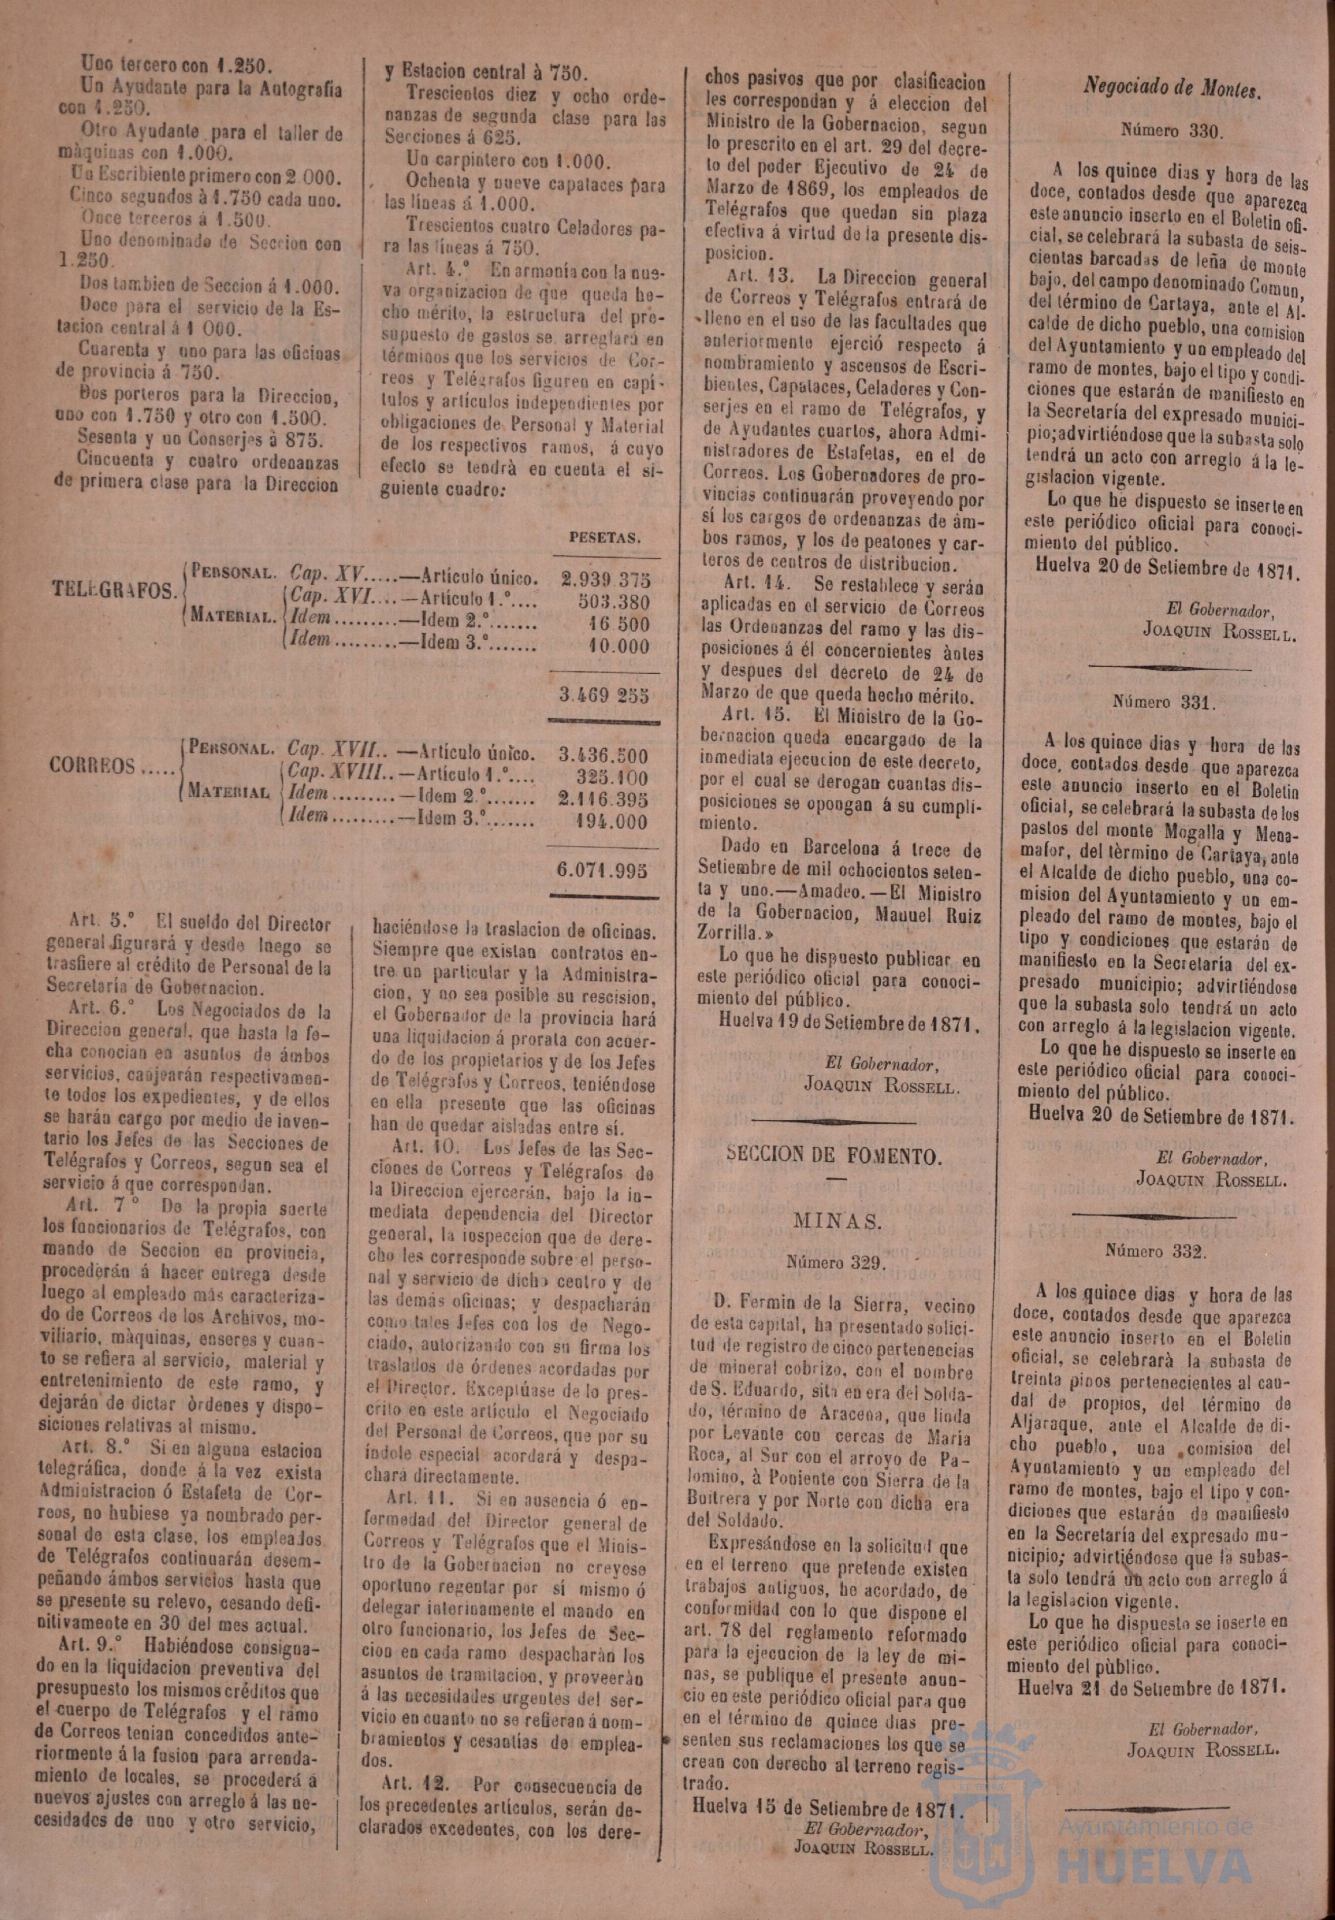 Uno tercero con 1.250.
Un Ayudante para la Autografía
con 1.250.
Otro Ayudante para el taller de
màquinas con 1.000.
Un Escribiente primero con 2.000.
Cinco segundos à 1.750 cada uno.
Once terceros á 1.500.
Uno denominado de Seccion con
1.250.
Dos tambien de Seccion á 1.000.
Doce para el servicio de la Es-
tacion central á 1 000.
Cuarenta y uno para las oficinas
de provincia á 750.
Dos porteros para la Direccion,
uno con 1.750 y otro con 1.500.
Sesenta y un Conserjes à 875.
Cincuenta y cuatro ordenanzas
de primera clase para la Direccion
y Estacion central à 750.
Trescientos diez y ocho orde-
nanzas de segunda clase para las
Secciones á 625.
Un carpintero con 1.000.
Ochenta y nueve capataces para
las líneas á 1.000.
Trescientos cuatro Celadores pa-
ra las líneas á 750.
Art. 4.° En armonía con la nue-
va organizacion de que queda he-
cho mérito, la estructura del pre-
supuesto de gastos se arreglará en
términos que los servicios de Cor-
reos y Telégrafos figuren en capí-
tulos y artículos independientes por
obligaciones de Personal y Material
de los respectivos ramos, á cuyo
efecto se tendrà en cuenta el si-
guiente cuadro:
PESETAS.
TELÉGRAFOS.
PERSONAL. Cap. XV.....—Artículo único. 2.939 375
MATERIAL. Cap. XVI....—Artículo 1.°.... 503.380
Idem.........—Idem 2.°....... 16 500
Idem.........—Idem 3.°....... 10.000
3.469 255
CORREOS.....
PERSONAL. Cap. XVII.. —Artículo único. 3.436.500
MATERIAL Cap. XVIII..—Artículo 1.°.... 325.100
Idem.........—Idem 2.°....... 2.116.395
Idem.........—Idem 3.°....... 194.000
6.071.995
Art. 5.° El sueldo del Director
general figurará y desde luego se
trasfiere al crédito de Personal de la
Secretaría de Gobernacion.
Art. 6.° Los Negociados de la
Direccion general, que hasta la fe-
cha conocian en asuntos de ámbos
servicios, canjearán respectivamen-
te todos los expedientes, y de ellos
se harán cargo por medio de inven-
tario los Jefes de las Secciones de
Telégrafos y Correos, segun sea el
servicio á que correspondan.
Art. 7° De la propia suerte
los funcionarios de Telégrafos, con
mando de Seccion en provincia,
procederán á hacer entrega desde
luego al empleado más caracteriza-
do de Correos de los Archivos, mo-
viliario, màquinas, enseres y cuan-
to se refiera al servicio, material y
entretenimiento de este ramo, y
dejarán de dictar órdenes y dispo-
siciones relativas al mismo.
Art. 8.° Si en alguna estacion
telegráfica, donde á la vez exista
Administracion ó Estafeta de Cor-
reos, no hubiese ya nombrado per-
sonal de esta clase, los empleados
de Telégrafos continuarán desem-
peñando ámbos servicios hasta que
se presente su relevo, cesando defi-
nitivamente en 30 del mes actual.
Art. 9.° Habiéndose consigna-
do en la liquidacion preventiva del
presupuesto los mismos créditos que
el cuerpo de Telégrafos y el ramo
de Correos tenian concedidos ante-
riormente á la fusion para arrenda-
miento de locales, se procederá á
nuevos ajustes con arreglo á las ne-
cesidades de uno y otro servicio,
haciéndose la traslacion de oficinas.
Siempre que existan contratos en-
tre un particular y la Administra-
cion, y no sea posible su rescision,
el Gobernador de la provincia hará
una liquidacion á prorata con acuer-
do de los propietarios y de los Jefes
de Telégrafos y Correos, teniéndose
en ella presente que las oficinas
han de quedar aisladas entre sí.
Art. 10. Los Jefes de las Sec-
ciones de Correos y Telégrafos de
la Direccion ejercerán, bajo la in-
mediata dependencia del Director
general, la inspeccion que de dere-
cho les corresponde sobre el perso-
nal y servicio de dicho centro y de
las demás oficinas; y despacharán
como tales Jefes con los de Nego-
ciado, autorizando con su firma los
traslados de órdenes acordadas por
el Director. Exceptúase de lo pres-
crito en este artículo el Negociado
del Personal de Correos, que por su
índole especial acordará y despa-
chará directamente.
Art. 11. Si en ausencia ó en-
fermedad del Director general de
Correos y Telégrafos que el Minis-
tro de la Gobernacion no creyese
oportuno regentar por sí mismo ó
delegar interinamente el mando en
otro funcionario, los Jefes de Sec-
cion en cada ramo despacharán los
asuntos de tramitacion, y proveeràn
á las necesidades urgentes del ser-
vicio en cuanto no se refieran á nom-
bramientos y cesantías de emplea-
dos.
Art. 12. Por consecuencia de
los precedentes artículos, serán de-
clarados excedentes, con los dere-
chos pasivos que por clasificacion
les correspondan y á eleccion del
Ministro de la Gobernacion, segun
lo prescrito en el art. 29 del decre-
to del poder Ejecutivo de 24 de
Marzo de 1869, los empleados de
Telégrafos que quedan sin plaza
efectiva á virtud de la presente dis-
posicion.
Art. 13. La Direccion general
de Correos y Telégrafos entrará de
lleno en el uso de las facultades que
anteriormente ejerció respecto á
nombramiento y ascensos de Escri-
bientes, Capataces, Celadores y Con-
serjes en el ramo de Telégrafos, y
de Ayudantes cuartos, ahora Admi-
nistradores de Estafetas, en el de
Correos. Los Gobernadores de pro-
vincias continuarán proveyendo por
sí los cargos de ordenanzas de ám-
bos ramos, y los de peatones y car-
teros de centros de distribucion.
Art. 14. Se restablece y serán
aplicadas en el servicio de Correos
las Ordenanzas del ramo y las dis-
posiciones á él concernientes àntes
y despues del decreto de 24 de
Marzo de que queda hecho mérito.
Art. 15. El Ministro de la Go-
bernacion queda encargado de la
inmediata ejecucion de este decreto,
por el cual se derogan cuantas dis-
posiciones se opongan á su cumpli-
miento.
Dado en Barcelona á trece de
Setiembre de mil ochocientos seten-
ta y uno.—Amadeo.—El Ministro
de la Gobernacion, Manuel Ruiz
Zorrilla.»
Lo que he dispuesto publicar en
este periódico oficial para conoci-
miento del público.
Huelva 19 de Setiembre de 1871.
El Gobernador,
JOAQUIN ROSSELL.
SECCION DE FOMENTO.
MINAS.
Número 329.
D. Fermin de la Sierra, vecino
de esta capital, ha presentado solici-
tud de registro de cinco pertenencias
de mineral cobrizo, con el nombre
de S. Eduardo, sita en era del Solda-
do, término de Aracena, que linda
por Levante con cercas de Maria
Roca, al Sur con el arroyo de Pa-
lomino, à Poniente con Sierra de la
Buitrera y por Norte con dicha era
del Soldado.
Expresándose en la solicitud que
en el terreno que pretende existen
trabajos antiguos, he acordado, de
conformidad con lo que dispone el
art. 78 del reglamento reformado
para la ejecucion de la ley de mi-
nas, se publique el presente anun-
cio en este periódico oficial para que
en el término de quince dias pre-
senten sus reclamaciones los que se
crean con derecho al terreno regis-
trado.
Huelva 15 de Setiembre de 1871.
El Gobernador,
JOAQUIN ROSSELL.
Negociado de Montes.
Número 330.
A los quince dias y hora de las
doce, contados desde que aparezca
este anuncio inserto en el Boletin ofi-
cial, se celebrará la subasta de seis-
cientas barcadas de leña de monte
bajo, del campo denominado Comun,
del término de Cartaya, ante el Al-
calde de dicho pueblo, una comision
del Ayuntamiento y un empleado del
ramo de montes, bajo el tipo y condi-
ciones que estarán de manifiesto en
la Secretaría del expresado munici-
pio; advirtiéndose que la subasta solo
tendrá un acto con arreglo á la le-
gislacion vigente.
Lo que he dispuesto se inserte en
este periódico oficial para conoci-
miento del público.
Huelva 20 de Setiembre de 1871.
El Gobernador,
JOAQUIN ROSSELL.
Número 331.
A los quince dias y hora de las
doce, contados desde que aparezca
este anuncio inserto en el Boletin
oficial, se celebrará la subasta de los
pastos del monte Mogalla y Mena-
mafor, del tèrmino de Cartaya, ante
el Alcalde de dicho pueblo, una co-
mision del Ayuntamiento y un em-
pleado del ramo de montes, bajo el
tipo y condiciones que estarán de
manifiesto en la Secretaría del ex-
presado municipio; advirtiéndose
que la subasta solo tendrá un acto
con arreglo á la legislacion vigente.
Lo que he dispuesto se inserte en
este periódico oficial para conoci-
miento del público.
Huelva 20 de Setiembre de 1871.
El Gobernador,
JOAQUIN ROSSELL.
Número 332.
A los quince dias y hora de las
doce, contados desde que aparezca
este anuncio inserto en el Boletin
oficial, se celebrarà la subasta de
treinta pinos pertenecientes al cau-
dal de propios, del término de
Aljaraque, ante el Alcalde de di-
cho pueblo, una comision del
Ayuntamiento y un empleado del
ramo de montes, bajo el tipo y con-
diciones que estarán de manifiesto
en la Secretaría del expresado mu-
nicipio; advirtiéndose que la subas-
ta solo tendrá un acto con arreglo á
la legislacion vigente.
Lo que he dispuesto se inserte en
este periódico oficial para conoci-
miento del pùblico.
Huelva 21 de Setiembre de 1871.
El Gobernador,
JOAQUIN ROSSELL.
Ayuntamiento de
HUELVA